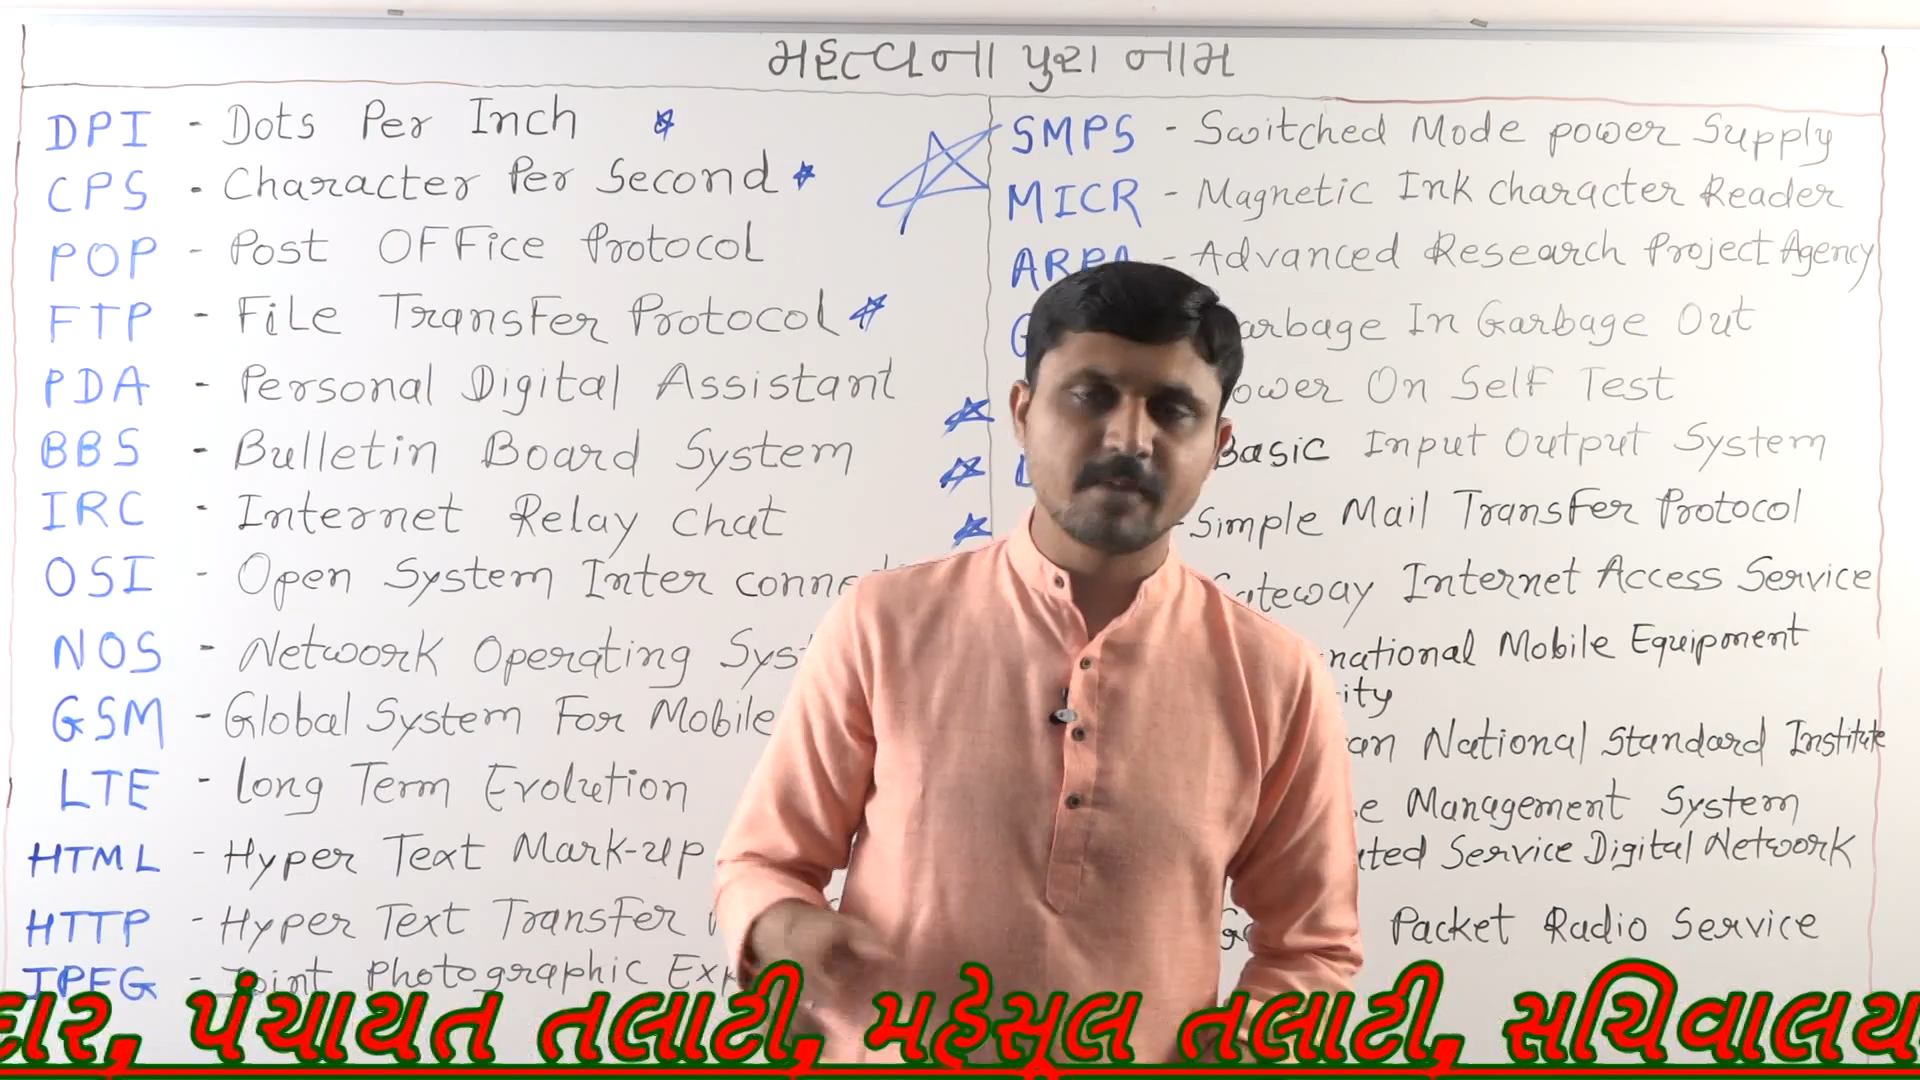 મહત્વના પુરા નામ
DPI - Dots Per Inch
CPS - Character Per Second
POP - Post OFFice Protocol
FTP - File Transfer Protocol
PDA - Personal Digital Assistant
BBS - Bulletin Board System
IRC - Internet Relay Chat
OSI - Open System Inter
NOS - Network Operating
GSM - Global System For Mobile
LTE - Long Term Evolution
HTML - Hyper Text Mark-up
HTTP - Hyper Text Transfer
JPEG - Joint Photographic
SMPS - Switched Mode power Supply
MICR - Magnetic Ink character Reader
ARPA - Advanced Research Project Agency
In Garbage Out
On Self Test
Basic Input Output System
- Simple Mail Transfer Protocol
Internet Access Service
Mobile Equipment
National Standard Institute
Management System
Service Digital Network
Packet Radio Service
પંચાયત તલાટી, મહેસૂલ તલાટી, સચિવાલય